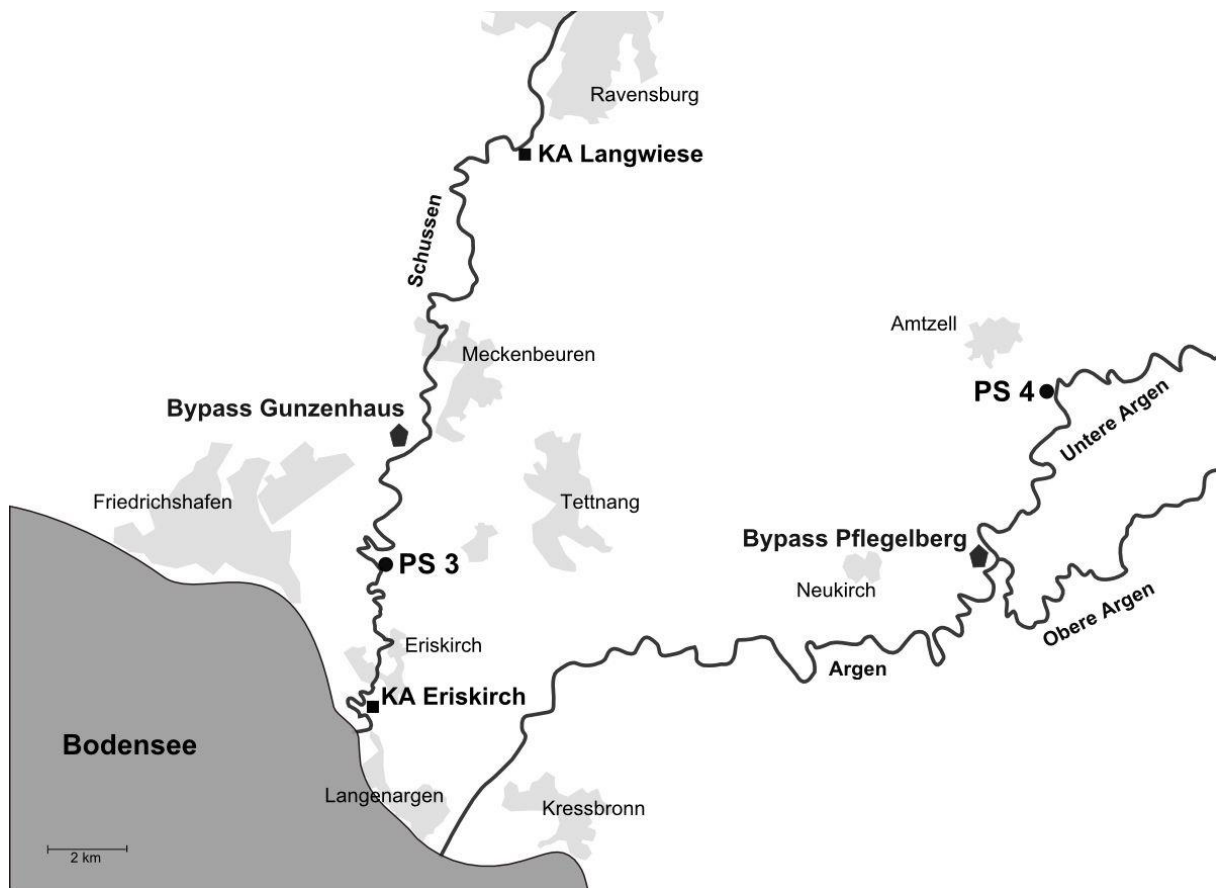 Ravensburg
KA Langwiese
Schussen
Amtzell
Meckenbeuren
PS 4
Bypass Gunzenhaus
Untere Argen
Friedrichshafen
Tettnang
Bypass Pflegelberg
PS 3
Neukirch
Obere Argen
Eriskirch
Argen
KA Eriskirch
Bodensee
Langenargen
Kressbronn
2 km